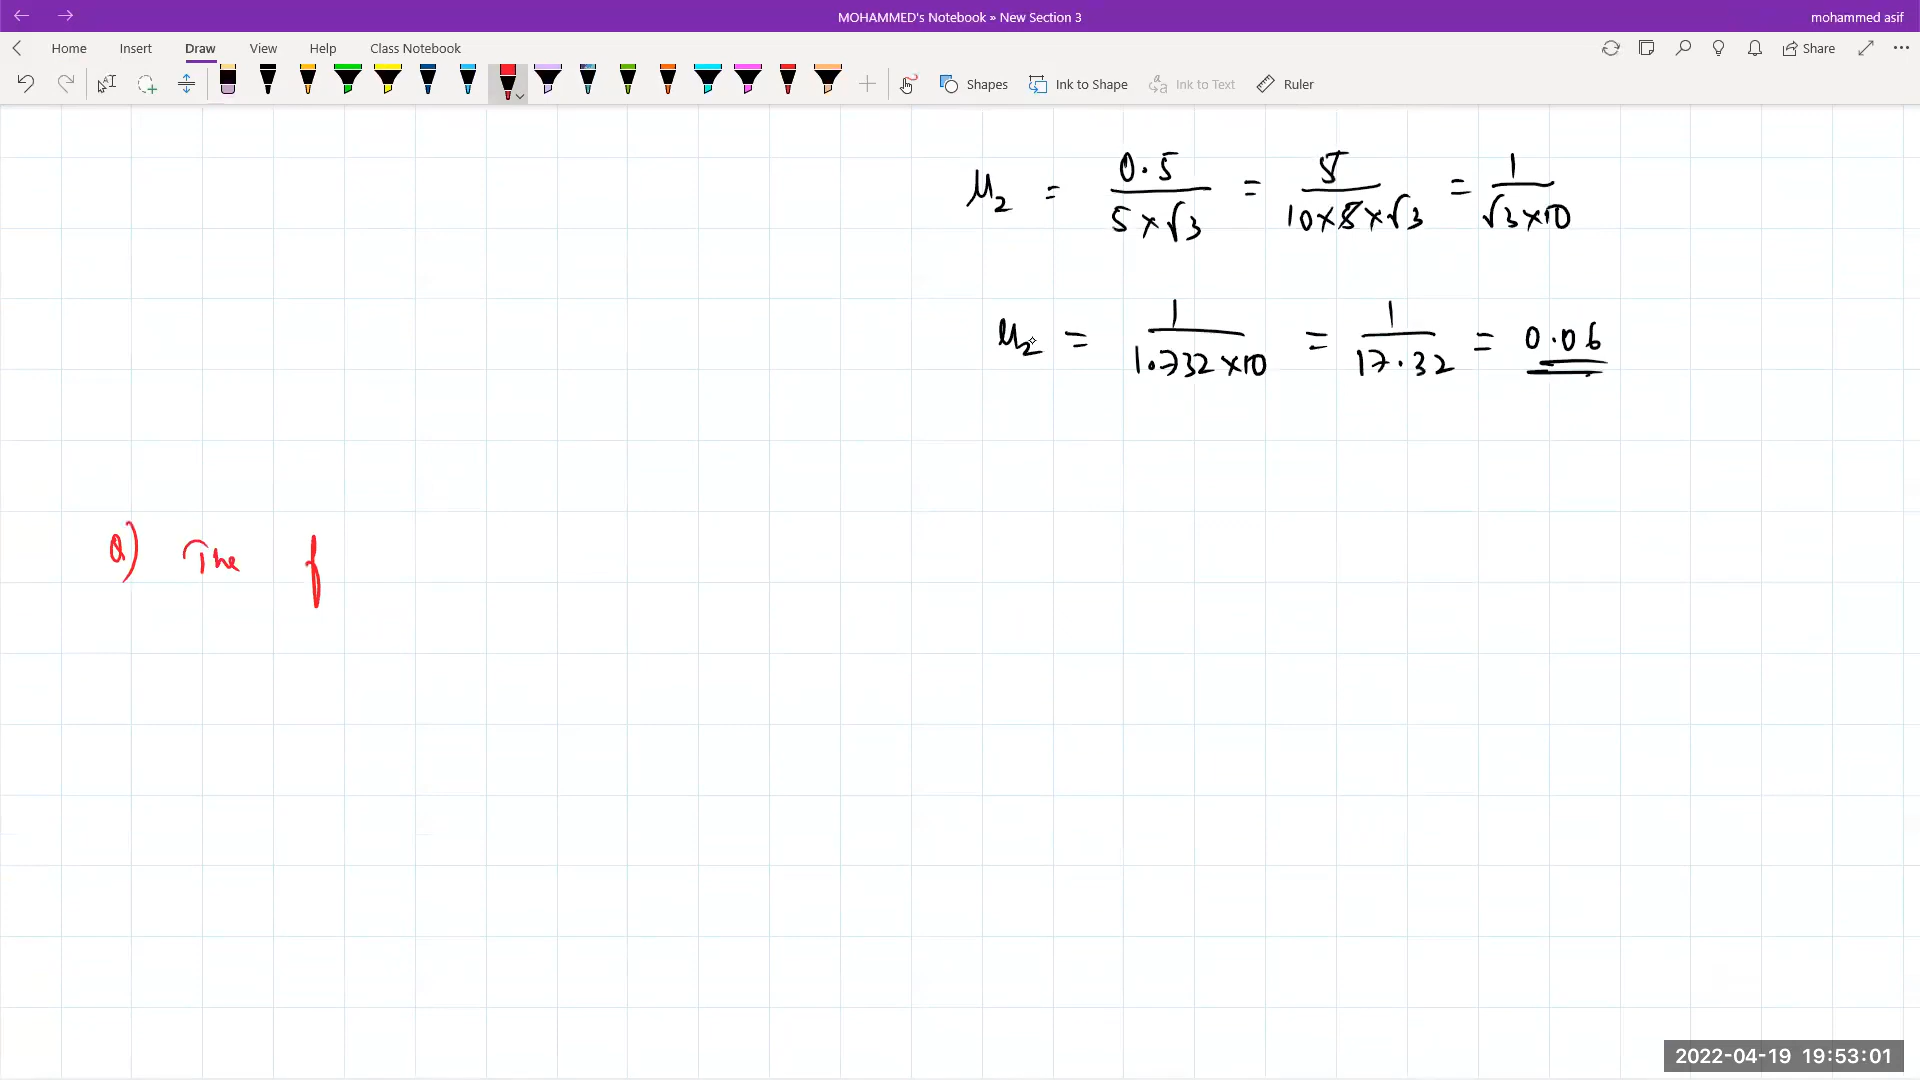 MOHAMMED's Notebook » New Section 3
mohammed asif
Home Insert Draw View Help Class Notebook
Share
Shapes Ink to Shape Ink to Text Ruler
μ₂ = 0.5 / 5×√3 = 5 / 10×5×√3 = 1 / √3×10
μ₂ = 1 / 1.732×10 = 1 / 17.32 = 0.06
Q) The f
2022-04-19 19:53:01